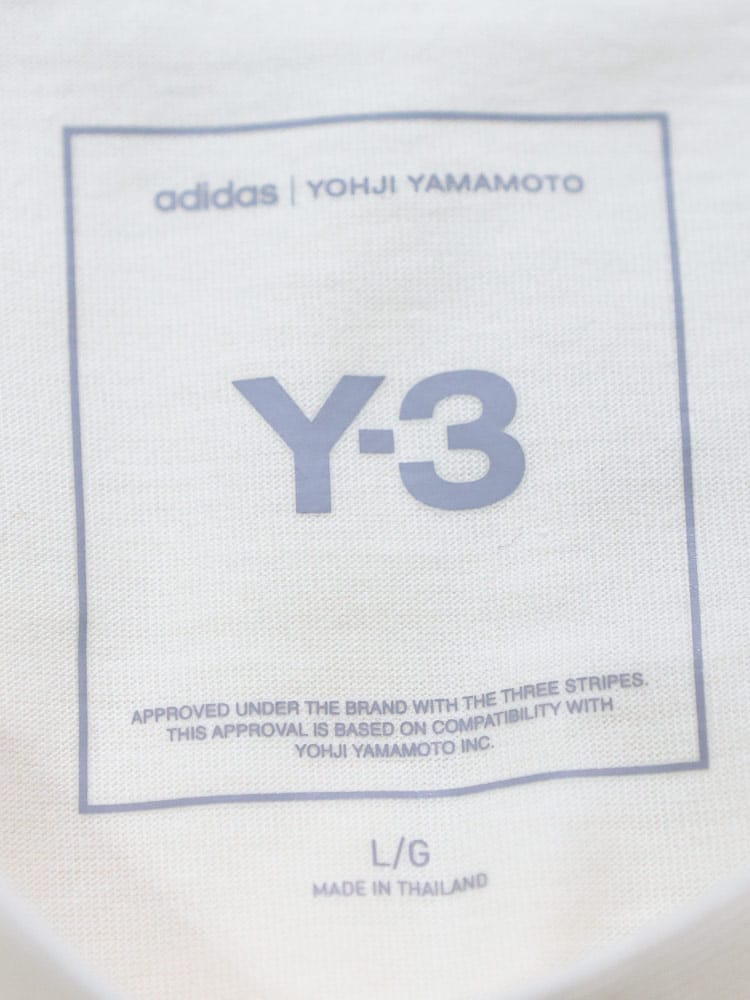 adidas | YOHJI YAMAMOTO
Y-3
APPROVED UNDER THE BRAND WITH THE THREE STRIPES.
THIS APPROVAL IS BASED ON COMPATIBILITY WITH
YOHJI YAMAMOTO INC.
L/G
MADE IN THAILAND